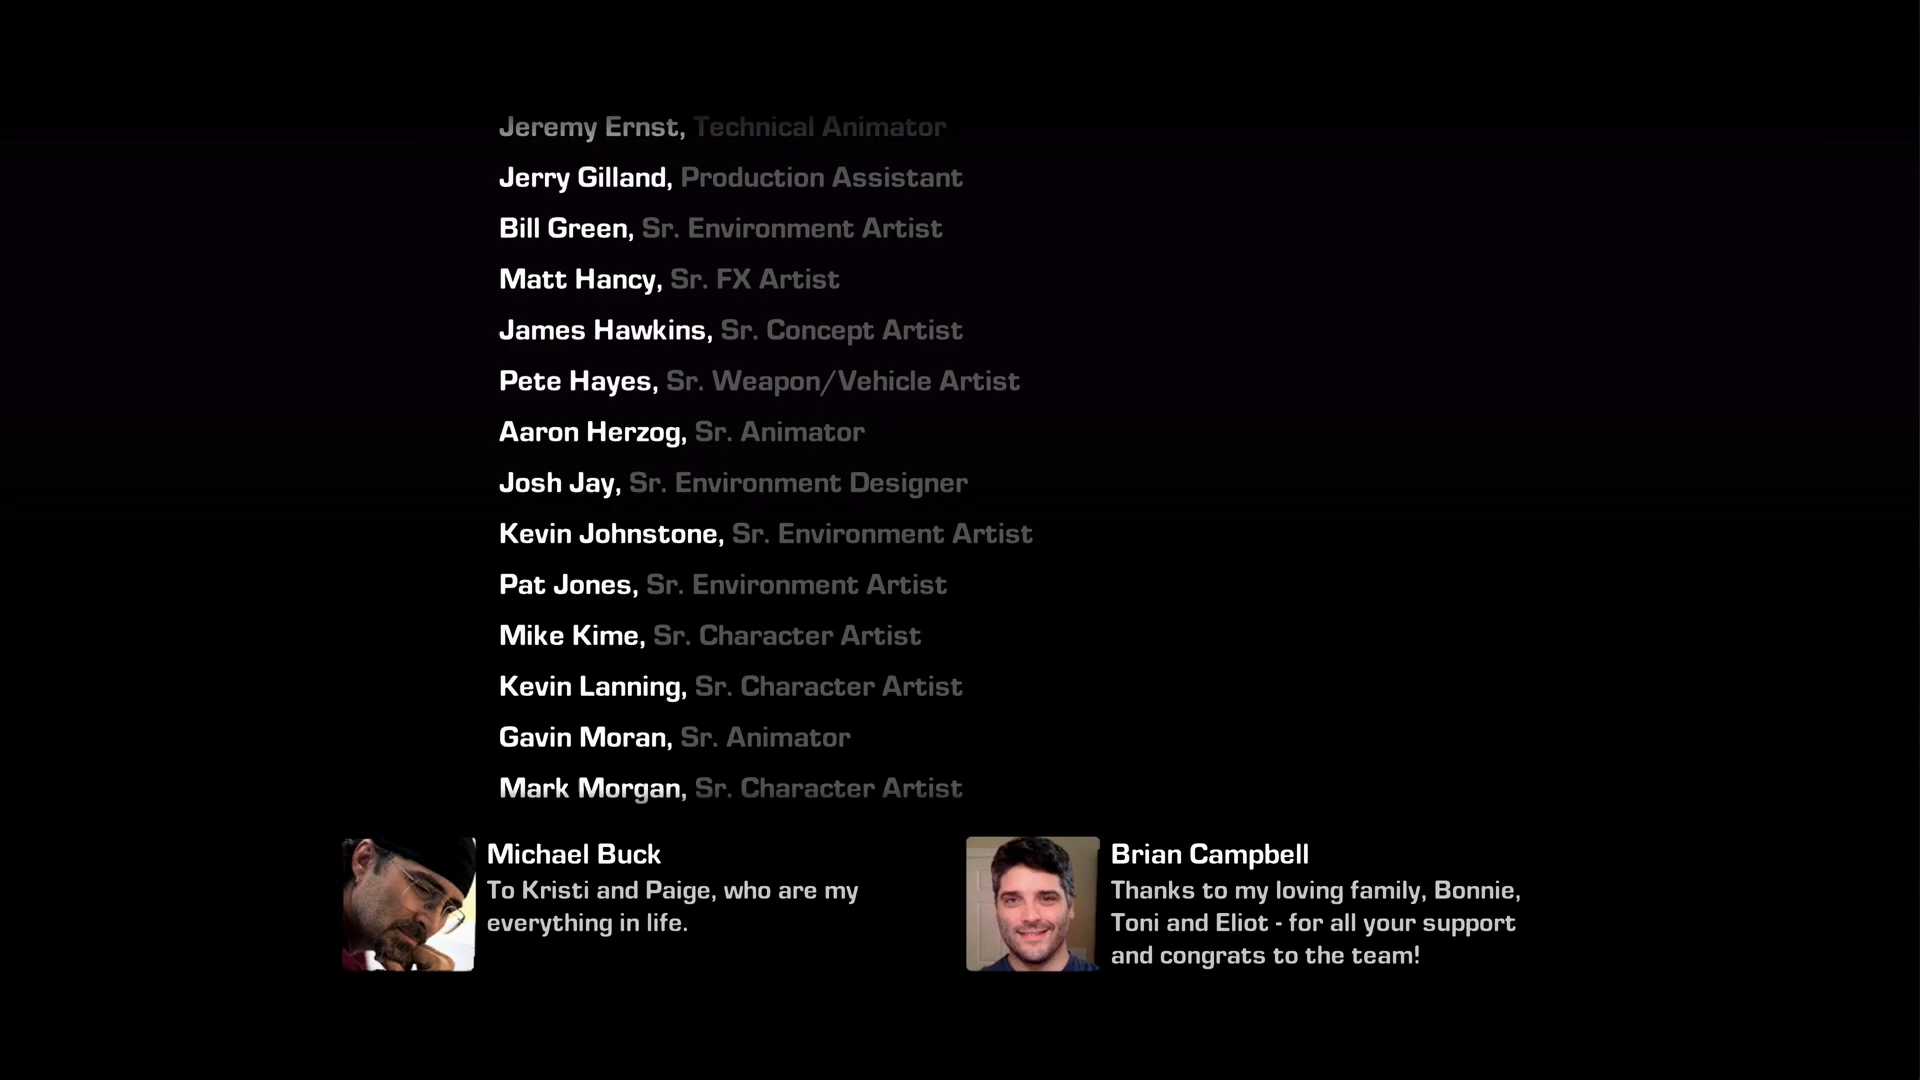 Jeremy Ernst, Technical Animator
Jerry Gilland, Production Assistant
Bill Green, Sr. Environment Artist
Matt Hancy, Sr. FX Artist
James Hawkins, Sr. Concept Artist
Pete Hayes, Sr. Weapon/Vehicle Artist
Aaron Herzog, Sr. Animator
Josh Jay, Sr. Environment Designer
Kevin Johnstone, Sr. Environment Artist
Pat Jones, Sr. Environment Artist
Mike Kime, Sr. Character Artist
Kevin Lanning, Sr. Character Artist
Gavin Moran, Sr. Animator
Mark Morgan, Sr. Character Artist
Michael Buck
To Kristi and Paige, who are my
everything in life.
Brian Campbell
Thanks to my loving family, Bonnie,
Toni and Eliot - for all your support
and congrats to the team!